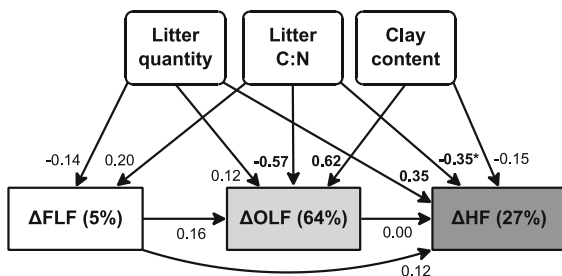 Litter
quantity
Litter
C:N
Clay
content
-0.14
0.20
0.12
-0.57
0.62
0.35
-0.35*
-0.15
ΔFLF (5%)
0.16
ΔOLF (64%)
0.00
ΔHF (27%)
0.12